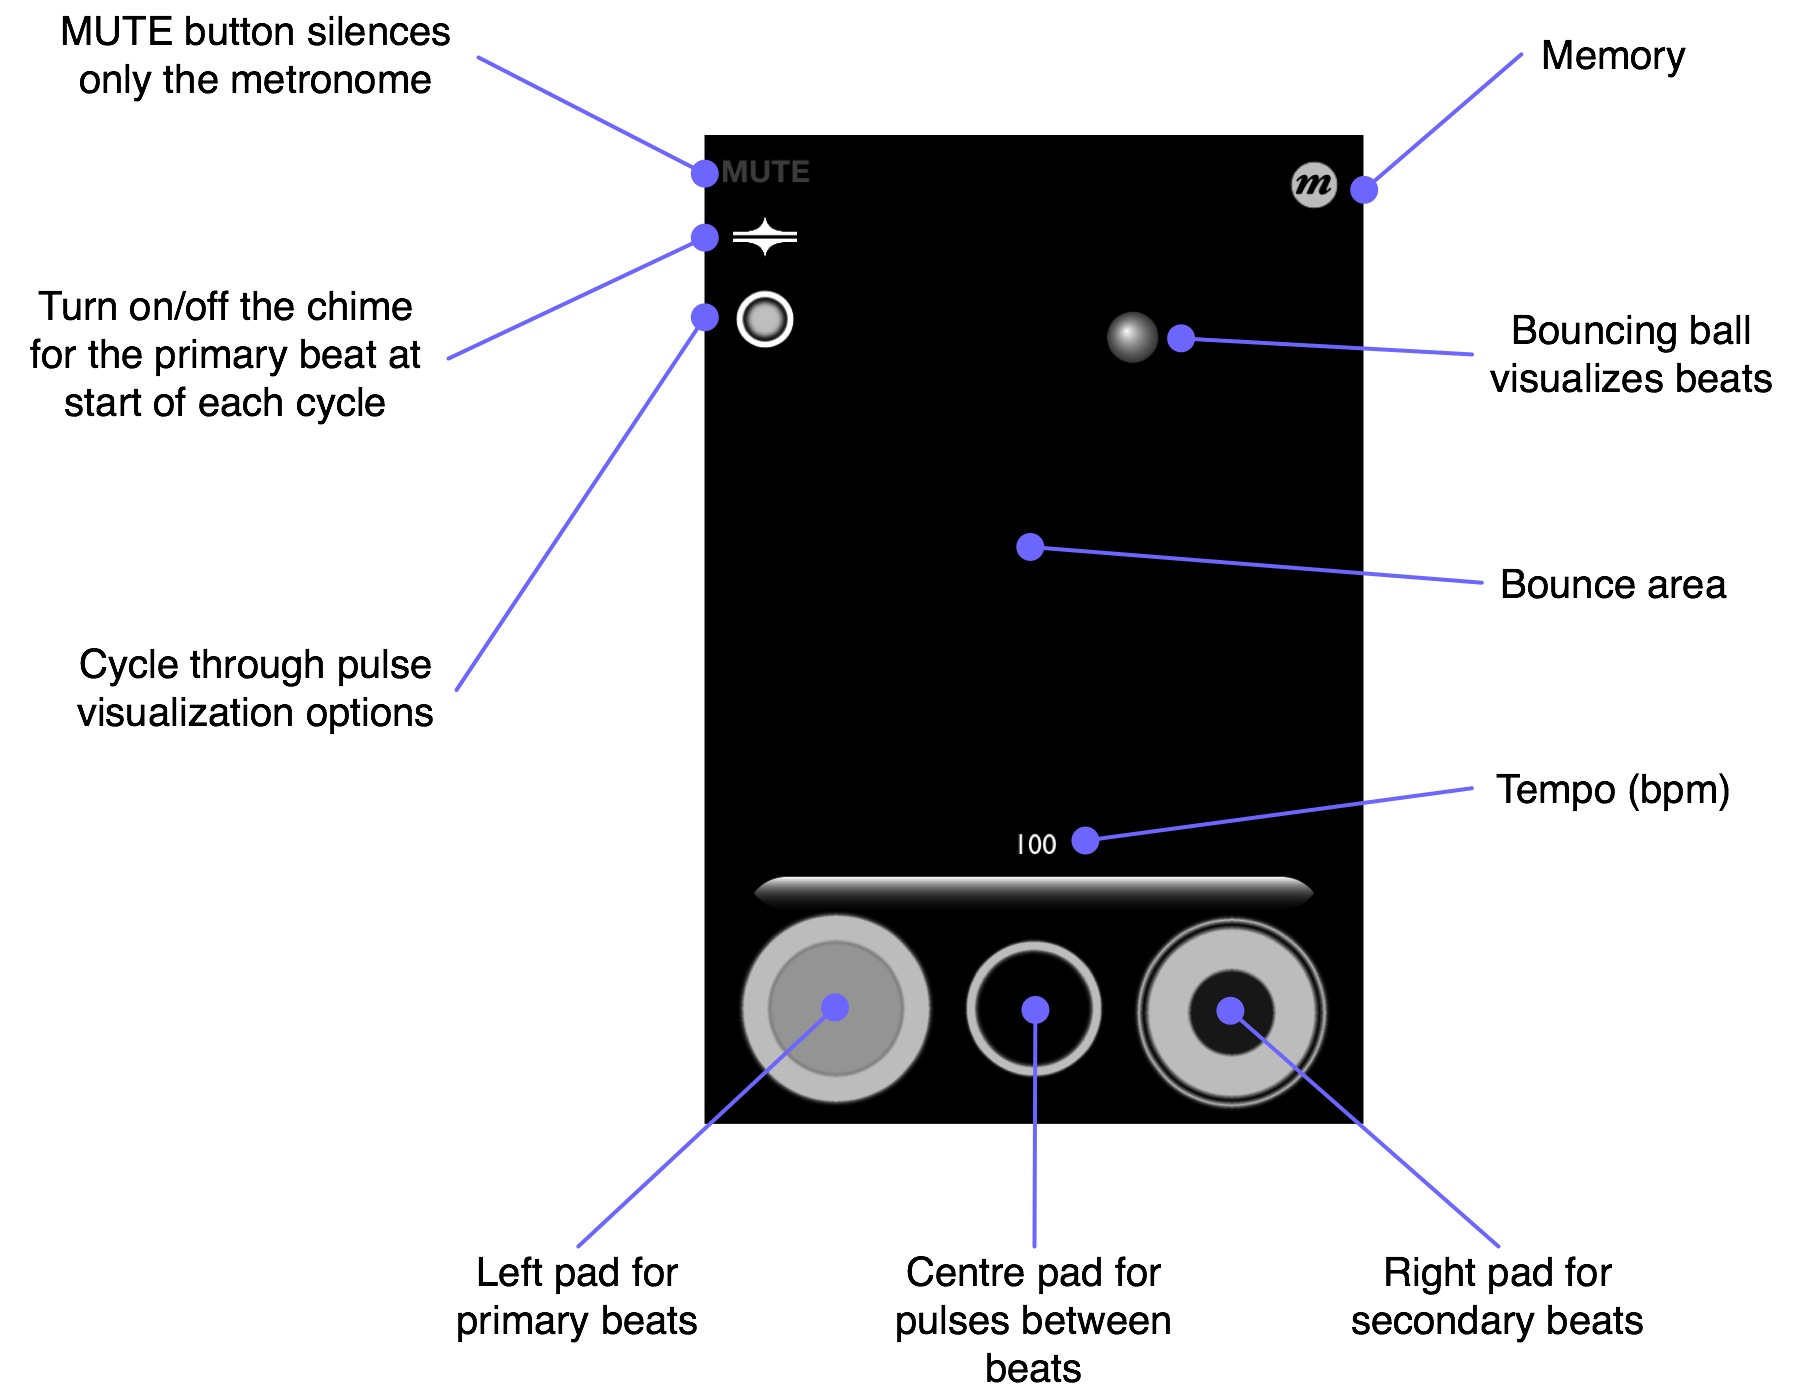 MUTE button silences
only the metronome
Memory
MUTE
m
Turn on/off the chime
for the primary beat at
start of each cycle
Bouncing ball
visualizes beats
Bounce area
Cycle through pulse
visualization options
Tempo (bpm)
100
Left pad for
primary beats
Centre pad for
pulses between
beats
Right pad for
secondary beats